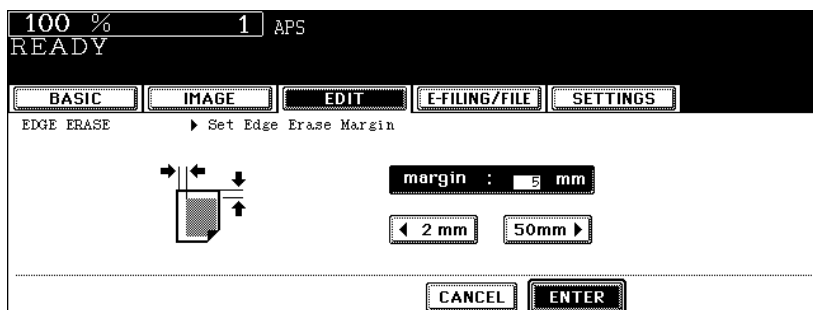 100 % 1 APS
READY
BASIC IMAGE EDIT E-FILING/FILE SETTINGS
EDGE ERASE Set Edge Erase Margin
margin : 5 mm
2 mm 50mm
CANCEL ENTER